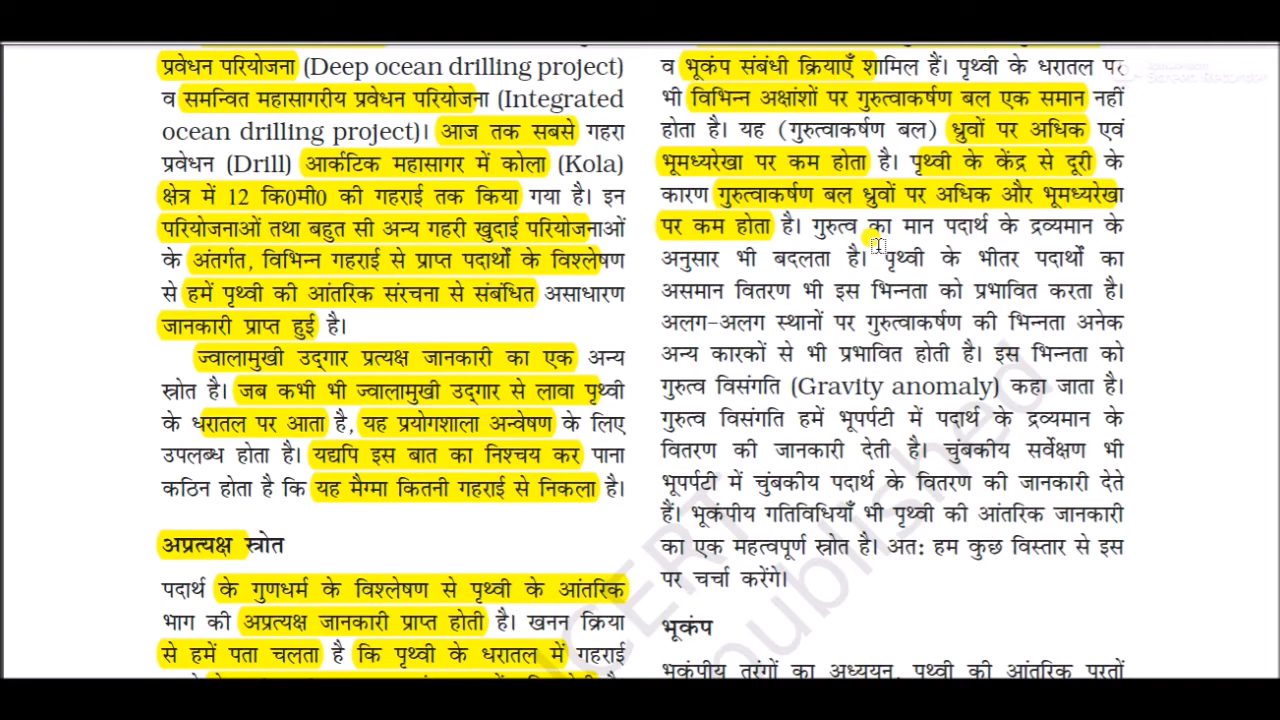 प्रवेधन परियोजना (Deep ocean drilling project)
व समन्वित महासागरीय प्रवेधन परियोजना (Integrated
ocean drilling project)। आज तक सबसे गहरा
प्रवेधन (Drill) आर्कटिक महासागर में कोला (Kola)
क्षेत्र में 12 कि0मी0 की गहराई तक किया गया है। इन
परियोजनाओं तथा बहुत सी अन्य गहरी खुदाई परियोजनाओं
के अंतर्गत, विभिन्न गहराई से प्राप्त पदार्थों के विश्लेषण
से हमें पृथ्वी की आंतरिक संरचना से संबंधित असाधारण
जानकारी प्राप्त हुई है।
ज्वालामुखी उद्गार प्रत्यक्ष जानकारी का एक अन्य
स्रोत है। जब कभी भी ज्वालामुखी उद्गार से लावा पृथ्वी
के धरातल पर आता है, यह प्रयोगशाला अन्वेषण के लिए
उपलब्ध होता है। यद्यपि इस बात का निश्चय कर पाना
कठिन होता है कि यह मैग्मा कितनी गहराई से निकला है।
अप्रत्यक्ष स्रोत
पदार्थ के गुणधर्म के विश्लेषण से पृथ्वी के आंतरिक
भाग की अप्रत्यक्ष जानकारी प्राप्त होती है। खनन क्रिया
से हमें पता चलता है कि पृथ्वी के धरातल में गहराई
व भूकंप संबंधी क्रियाएँ शामिल हैं। पृथ्वी के धरातल पर
भी विभिन्न अक्षांशों पर गुरुत्वाकर्षण बल एक समान नहीं
होता है। यह (गुरुत्वाकर्षण बल) ध्रुवों पर अधिक एवं
भूमध्यरेखा पर कम होता है। पृथ्वी के केंद्र से दूरी के
कारण गुरुत्वाकर्षण बल ध्रुवों पर अधिक और भूमध्यरेखा
पर कम होता है। गुरुत्व का मान पदार्थ के द्रव्यमान के
अनुसार भी बदलता है। पृथ्वी के भीतर पदार्थों का
असमान वितरण भी इस भिन्नता को प्रभावित करता है।
अलग-अलग स्थानों पर गुरुत्वाकर्षण की भिन्नता अनेक
अन्य कारकों से भी प्रभावित होती है। इस भिन्नता को
गुरुत्व विसंगति (Gravity anomaly) कहा जाता है।
गुरुत्व विसंगति हमें भूपर्पटी में पदार्थ के द्रव्यमान के
वितरण की जानकारी देती है। चुंबकीय सर्वेक्षण भी
भूपर्पटी में चुंबकीय पदार्थ के वितरण की जानकारी देते
हैं। भूकंपीय गतिविधियाँ भी पृथ्वी की आंतरिक जानकारी
का एक महत्वपूर्ण स्रोत है। अत: हम कुछ विस्तार से इस
पर चर्चा करेंगे।
भूकंप
भूकंपीय तरंगों का अध्ययन, पृथ्वी की आंतरिक परतों